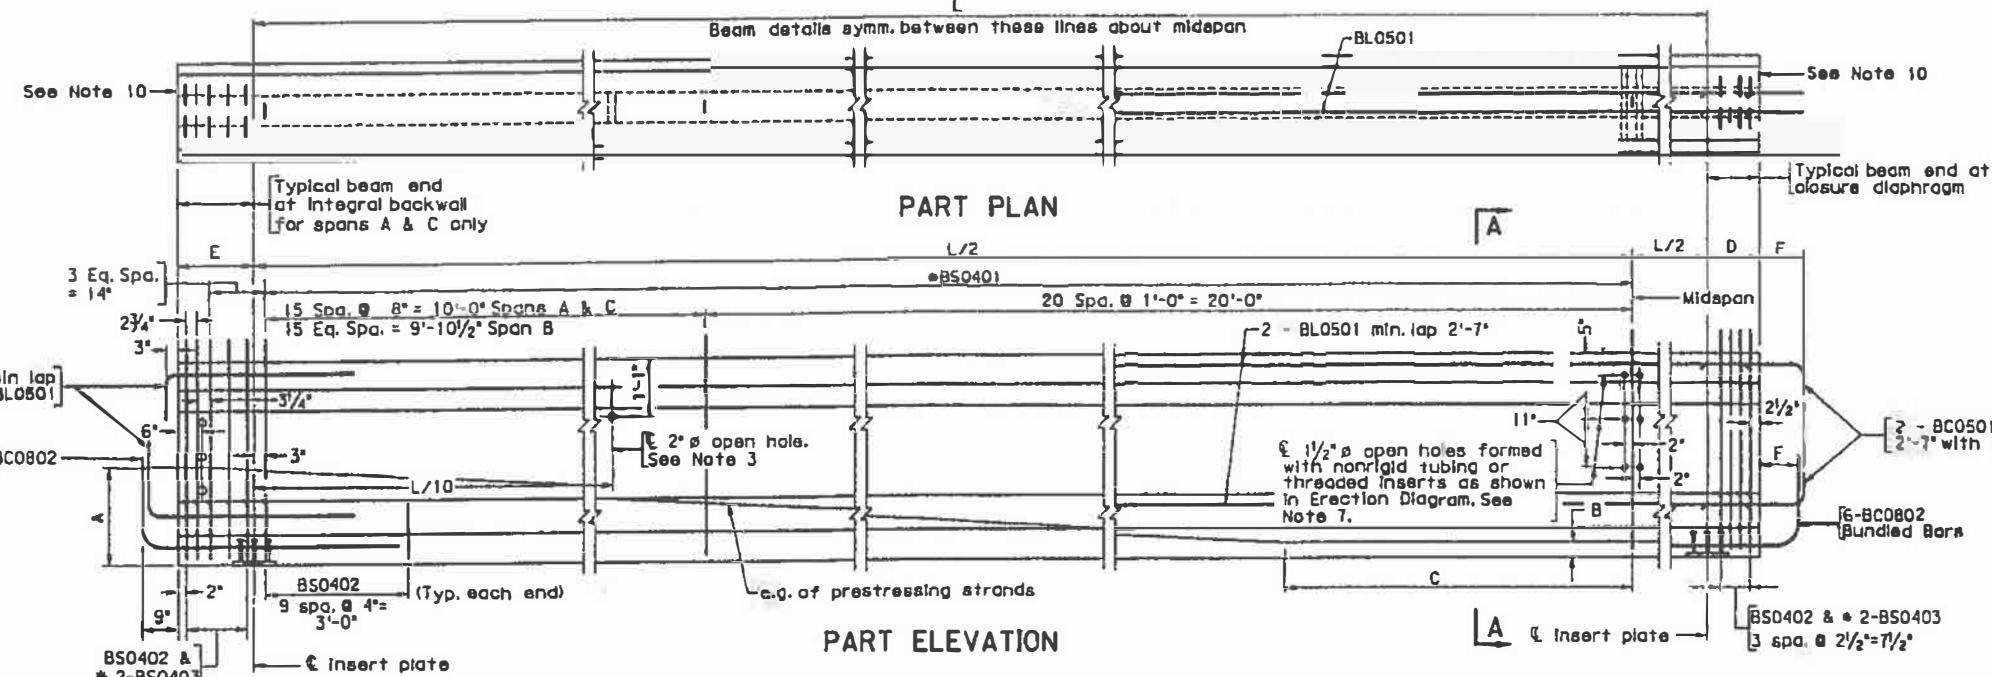 L
Beam details symm. between these lines about midspan
BL0501
See Note 10
See Note 10
Typical beam end
at Integral backwall
for spans A & C only
PART PLAN
A
Typical beam end at
closure diaphragm
E
L/2
L/2
D
F
3 Eq. Spa.
= 14"
*BS0401
15 Spa. @ 8" = 10'-0" Spans A & C
15 Eq. Spa. = 9'-10½" Span B
20 Spa. @ 1'-0" = 20'-0"
Midspan
2¾"
3"
2 - BL0501 min. lap 2'-7"
5"
min lap
BL0501
1'-1"
3¼"
6"
11"
2½"
2 - BC0501
2'-7" with
BC0802
3"
℄ 2" ø open hole.
See Note 3
2"
2"
F
℄ 1½" ø open holes formed
with nonrigid tubing or
threaded inserts as shown
in Erection Diagram. See
Note 7.
L/10
A
B
6-BC0802
Bundled Bars
C
BS0402
9 spa. @ 4"=
3'-0"
(Typ. each end)
c.g. of prestressing strands
2"
9"
BS0402 & * 2-BS0403
3 spa. @ 2½"=7½"
PART ELEVATION
A
℄ Insert plate
BS0402 &
* 2-BS0403
℄ Insert plate